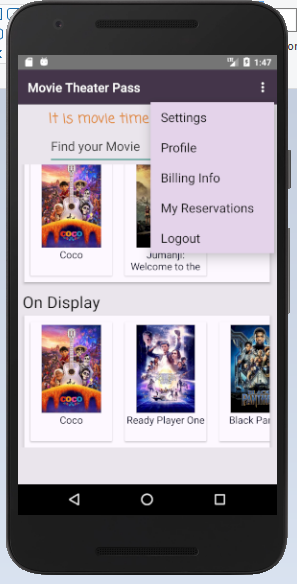 1:47
Movie Theater Pass
It is movie time
Find your Movie
Settings
Profile
Billing Info
My Reservations
Logout
COCO
Coco
Jumanji:
Welcome to the
On Display
COCO
Coco
Ready Player One
Black Pan